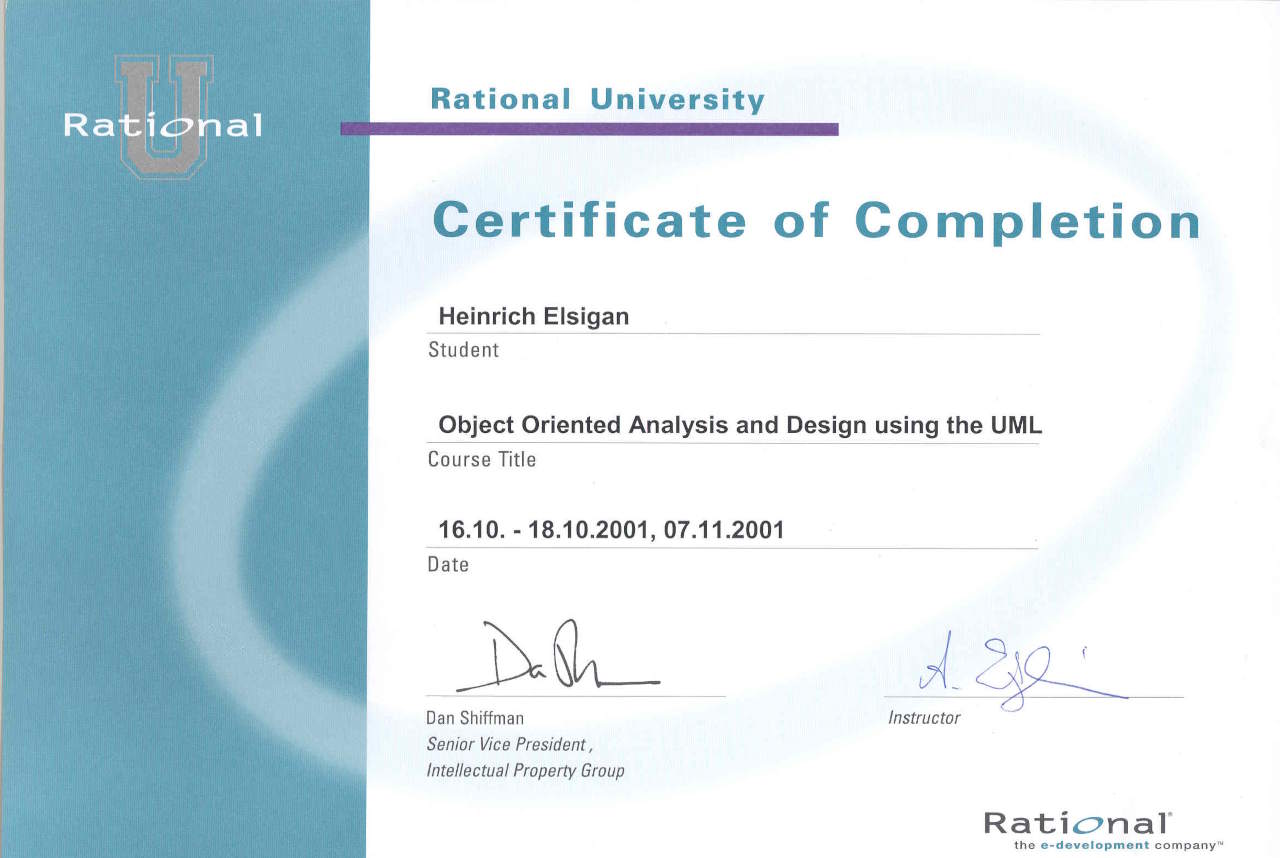 Rational
Rational University
Certificate of Completion
Heinrich Elsigan
Student
Object Oriented Analysis and Design using the UML
Course Title
16.10. - 18.10.2001, 07.11.2001
Date
Dan Shiffman
Senior Vice President,
Intellectual Property Group
Instructor
Rational®
the e-development company™